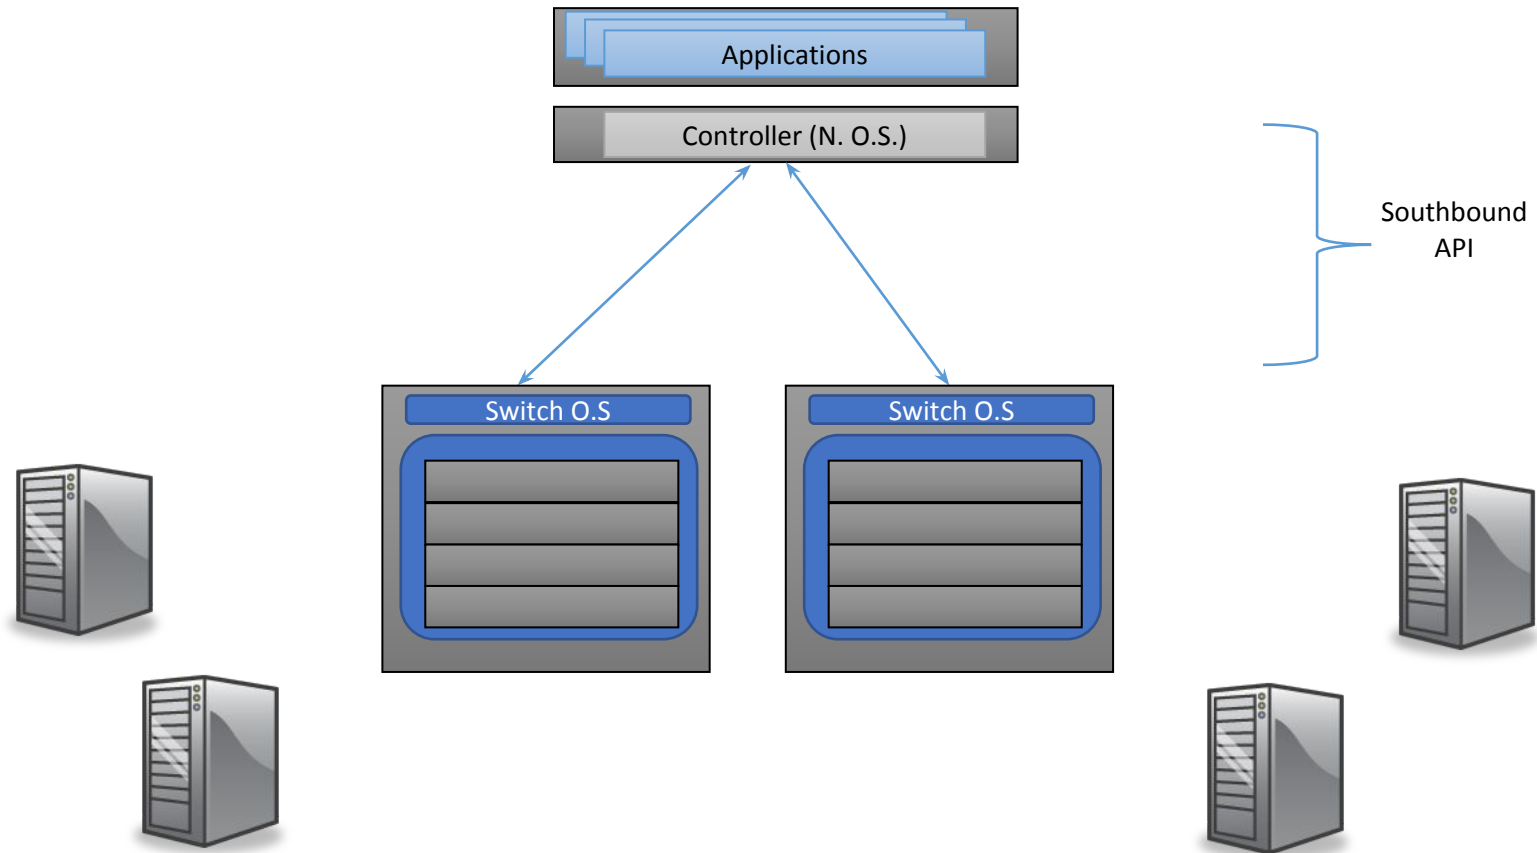 Applications
Controller (N. O.S.)
Southbound
API
Switch O.S
Switch O.S